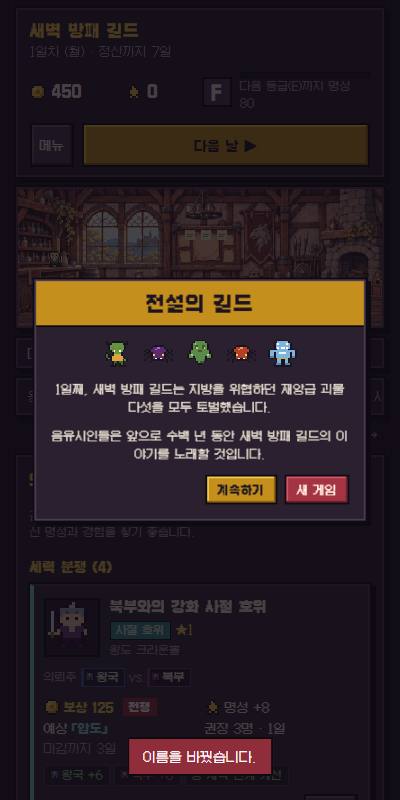 새벽 방패 길드
1일차 (월) · 정산까지 7일
450
0
F
다음 등급(E)까지 명성
80
메뉴
다음 날 ▶
전설의 길드
1일째, 새벽 방패 길드는 지방을 위협하던 재앙급 괴물
다섯을 모두 토벌했습니다.
음유시인들은 앞으로 수백 년 동안 새벽 방패 길드의 이
야기를 노래할 것입니다.
계속하기
새 게임
선 명성과 경험을 쌓기 좋습니다.
세력 분쟁 (4)
북부와의 강화 사절 호위
사절 호위 ★1
왕도 크라운홀
의뢰주 왕국 vs 북부
보상 125 전쟁
명성 +8
예상 「압도」
권장 3명 · 1일
마감까지 3일
이름을 바꿨습니다.
왕국 +6